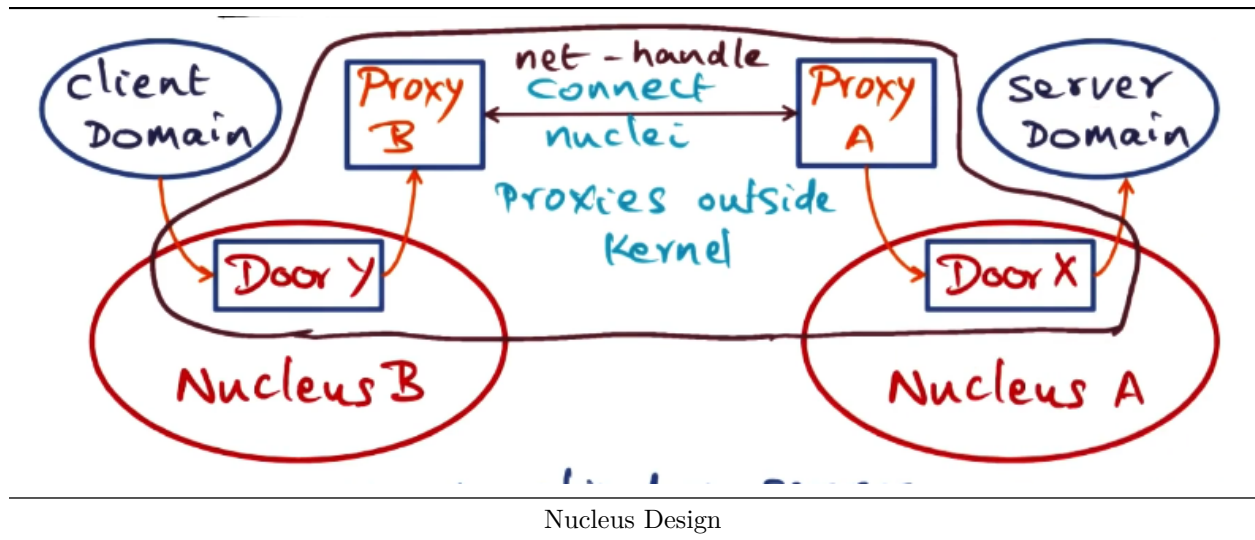 client
Domain
Proxy
B
net-handle
connect
nuclei
Proxy
A
server
Domain
Proxies outside
kernel
Door Y
Door X
Nucleus B
Nucleus A
Nucleus Design